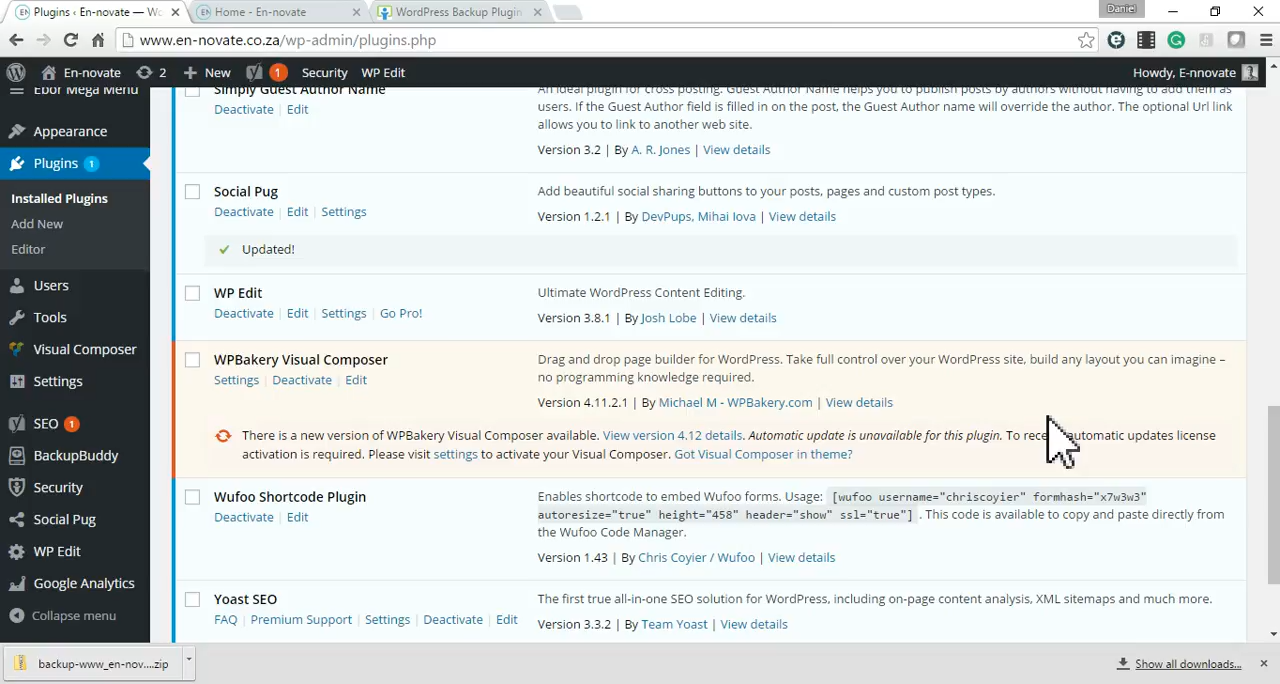 Plugins ‹ En-novate — Wo
Home - En-novate
WordPress Backup Plugin
Daniel
www.en-novate.co.za/wp-admin/plugins.php
En-novate
2
New
1
Security
WP Edit
Howdy, E-nnovate
Ebor Mega Menu
Appearance
Plugins 1
Installed Plugins
Add New
Editor
Users
Tools
Visual Composer
Settings
SEO 1
BackupBuddy
Security
Social Pug
WP Edit
Google Analytics
Collapse menu
Simply Guest Author Name
Deactivate | Edit
An ideal plugin for cross posting. Guest Author Name helps you to publish posts by authors without having to add them as
users. If the Guest Author field is filled in on the post, the Guest Author name will override the author. The optional Url link
allows you to link to another web site.
Version 3.2 | By A. R. Jones | View details
Social Pug
Deactivate | Edit | Settings
Add beautiful social sharing buttons to your posts, pages and custom post types.
Version 1.2.1 | By DevPups, Mihai Iova | View details
Updated!
WP Edit
Deactivate | Edit | Settings | Go Pro!
Ultimate WordPress Content Editing.
Version 3.8.1 | By Josh Lobe | View details
WPBakery Visual Composer
Settings | Deactivate | Edit
Drag and drop page builder for WordPress. Take full control over your WordPress site, build any layout you can imagine –
no programming knowledge required.
Version 4.11.2.1 | By Michael M - WPBakery.com | View details
There is a new version of WPBakery Visual Composer available. View version 4.12 details. Automatic update is unavailable for this plugin. To rece automatic updates license
activation is required. Please visit settings to activate your Visual Composer. Got Visual Composer in theme?
Wufoo Shortcode Plugin
Deactivate | Edit
Enables shortcode to embed Wufoo forms. Usage: [wufoo username="chriscoyier" formhash="x7w3w3"
autoresize="true" height="458" header="show" ssl="true"] . This code is available to copy and paste directly from
the Wufoo Code Manager.
Version 1.43 | By Chris Coyier / Wufoo | View details
Yoast SEO
FAQ | Premium Support | Settings | Deactivate | Edit
The first true all-in-one SEO solution for WordPress, including on-page content analysis, XML sitemaps and much more.
Version 3.3.2 | By Team Yoast | View details
backup-www_en-nov....zip
Show all downloads...